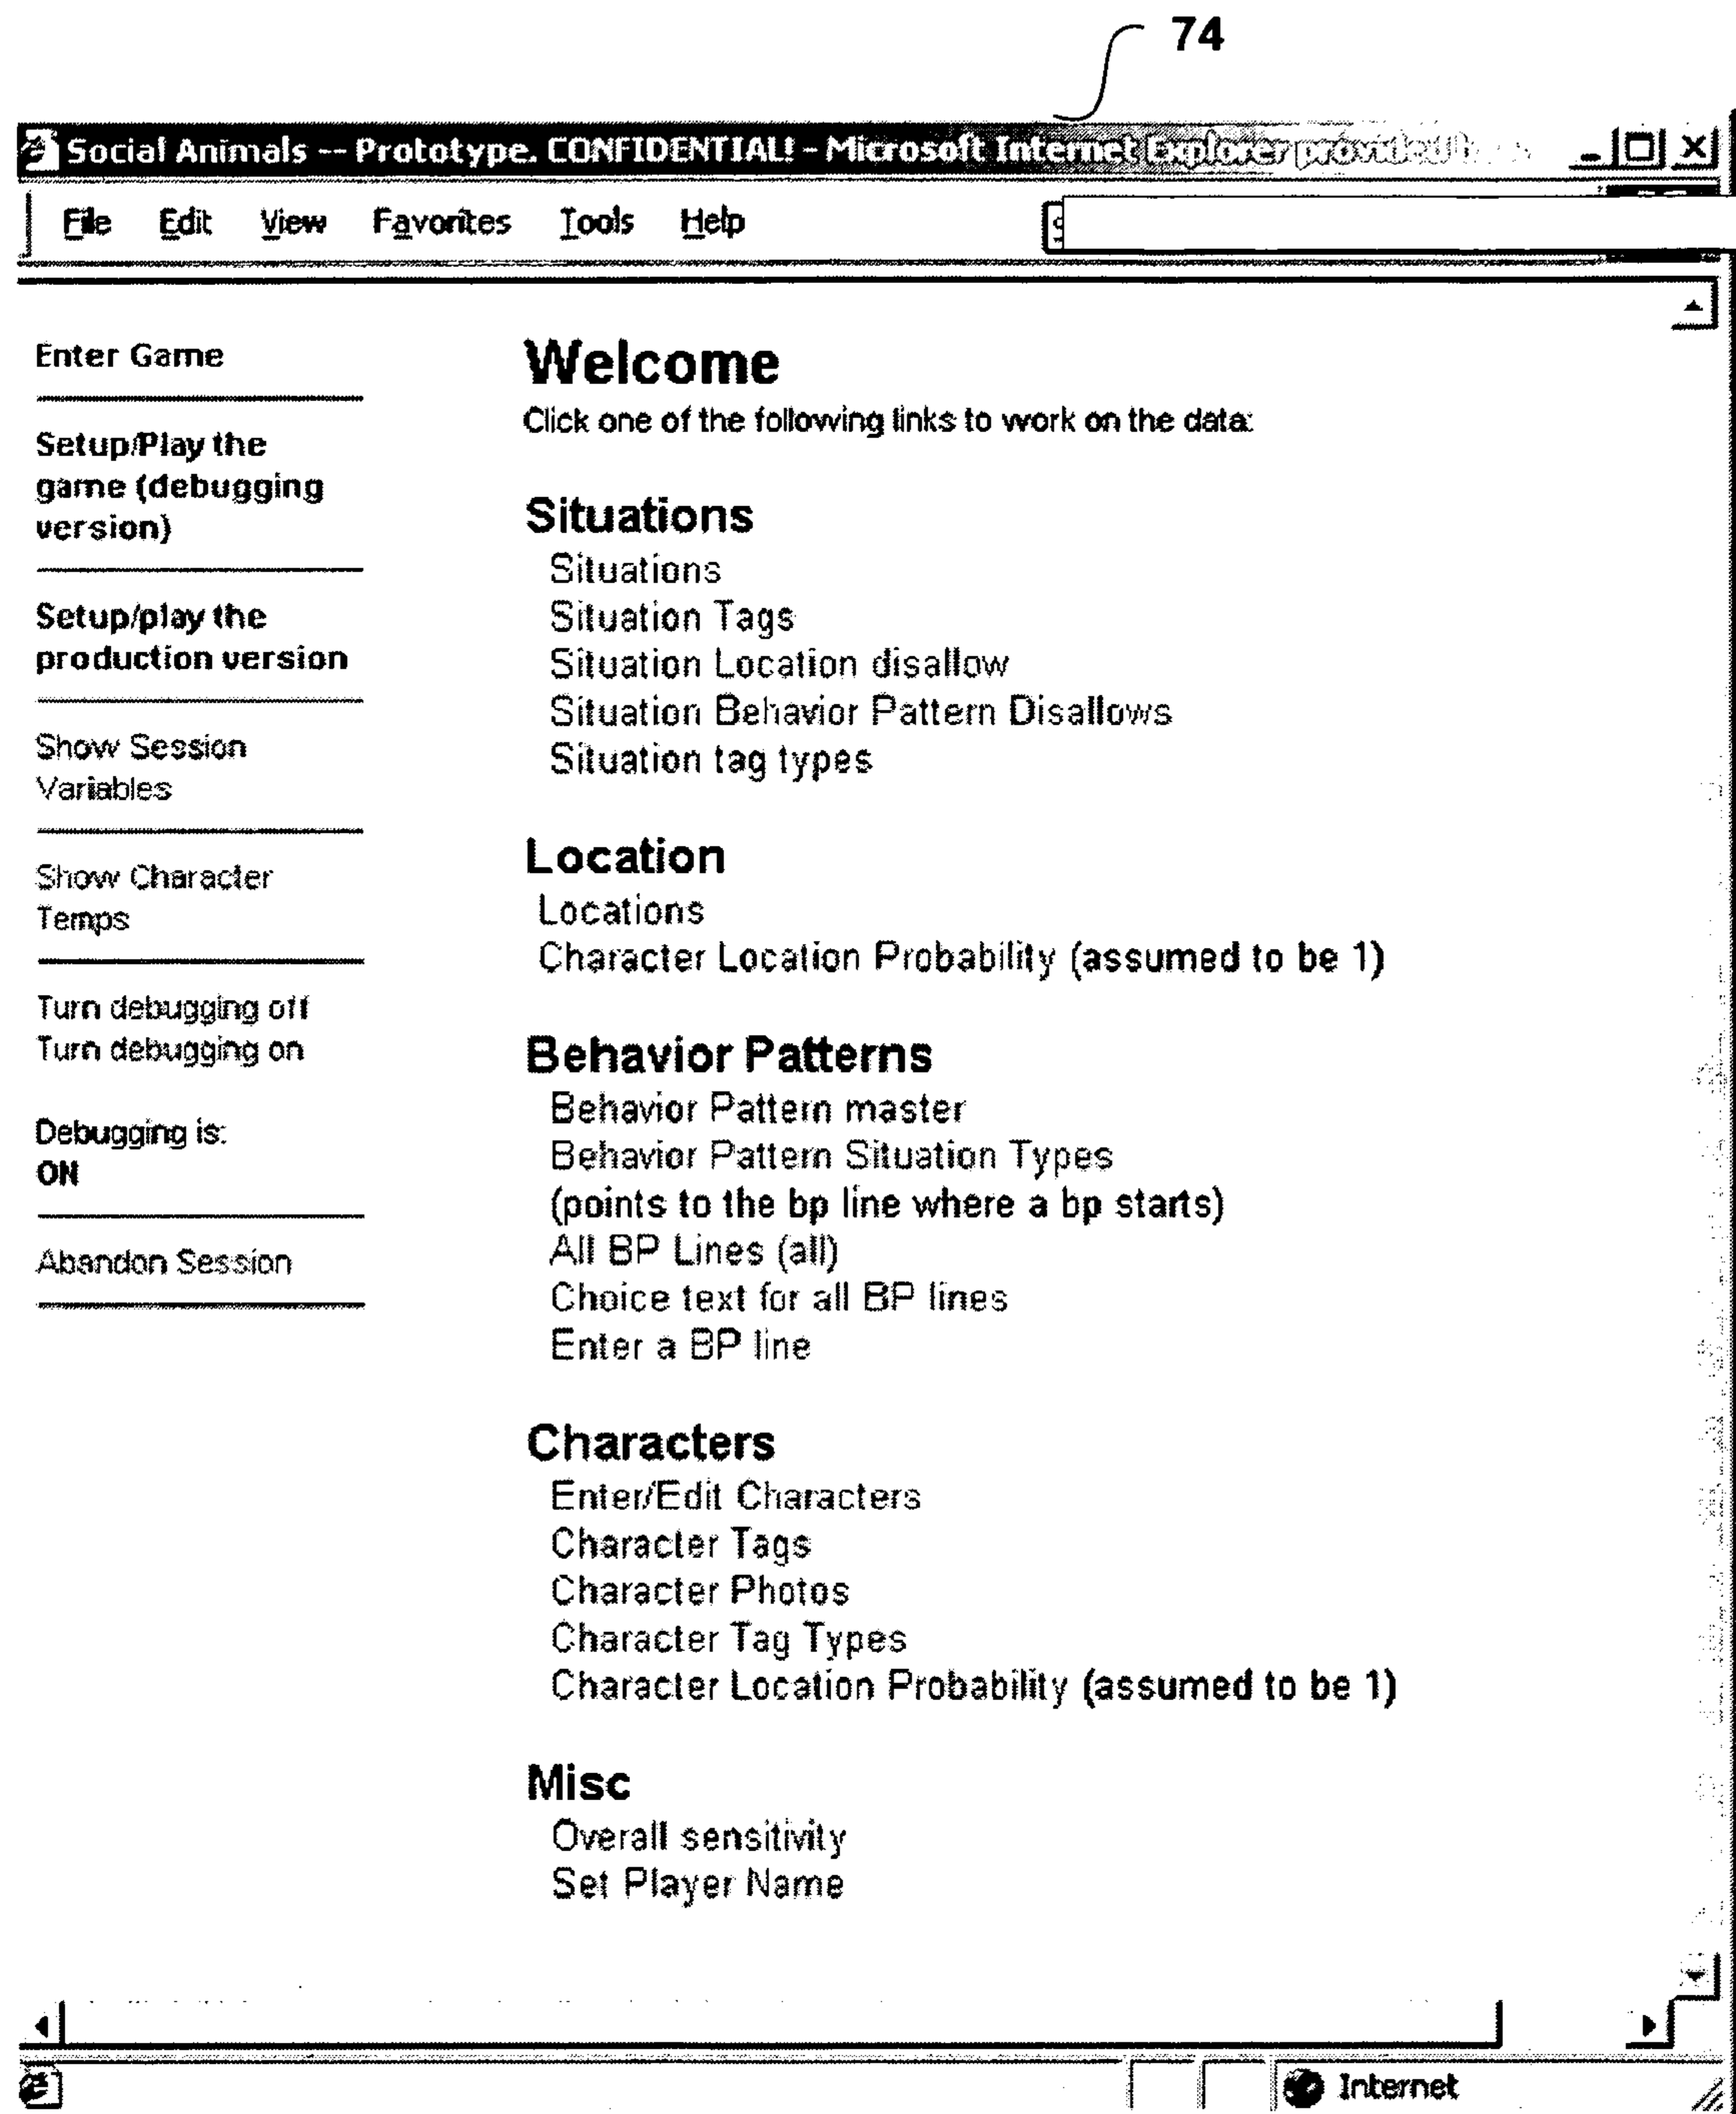 74
Social Animals -- Prototype. CONFIDENTIAL! - Microsoft Internet Explorer provided
File Edit View Favorites Tools Help
Enter Game
Setup/Play the
game (debugging
version)
Setup/play the
production version
Show Session
Variables
Show Character
Temps
Turn debugging off
Turn debugging on
Debugging is:
ON
Abandon Session
Welcome
Click one of the following links to work on the data:
Situations
Situations
Situation Tags
Situation Location disallow
Situation Behavior Pattern Disallows
Situation tag types
Location
Locations
Character Location Probability (assumed to be 1)
Behavior Patterns
Behavior Pattern master
Behavior Pattern Situation Types
(points to the bp line where a bp starts)
All BP Lines (all)
Choice text for all BP lines
Enter a BP line
Characters
Enter/Edit Characters
Character Tags
Character Photos
Character Tag Types
Character Location Probability (assumed to be 1)
Misc
Overall sensitivity
Set Player Name
Internet